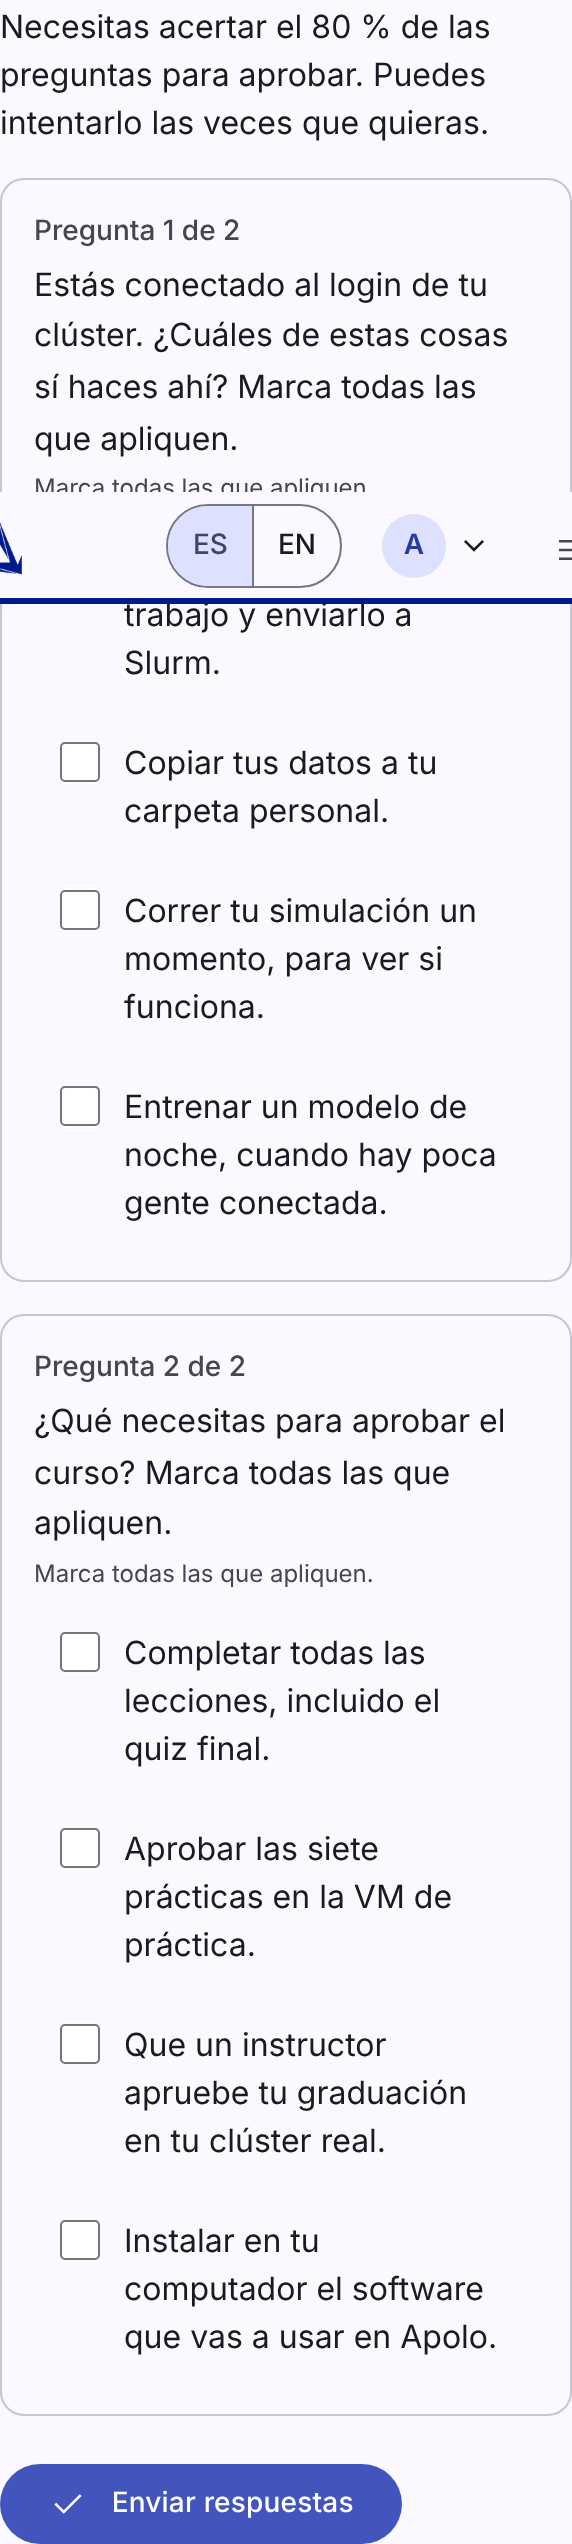 Necesitas acertar el 80 % de las
preguntas para aprobar. Puedes
intentarlo las veces que quieras.
Pregunta 1 de 2
Estás conectado al login de tu
clúster. ¿Cuáles de estas cosas
sí haces ahí? Marca todas las
que apliquen.
Marca todas las que apliquen
ES
EN
A
trabajo y enviarlo a
Slurm.
Copiar tus datos a tu
carpeta personal.
Correr tu simulación un
momento, para ver si
funciona.
Entrenar un modelo de
noche, cuando hay poca
gente conectada.
Pregunta 2 de 2
¿Qué necesitas para aprobar el
curso? Marca todas las que
apliquen.
Marca todas las que apliquen.
Completar todas las
lecciones, incluido el
quiz final.
Aprobar las siete
prácticas en la VM de
práctica.
Que un instructor
apruebe tu graduación
en tu clúster real.
Instalar en tu
computador el software
que vas a usar en Apolo.
Enviar respuestas